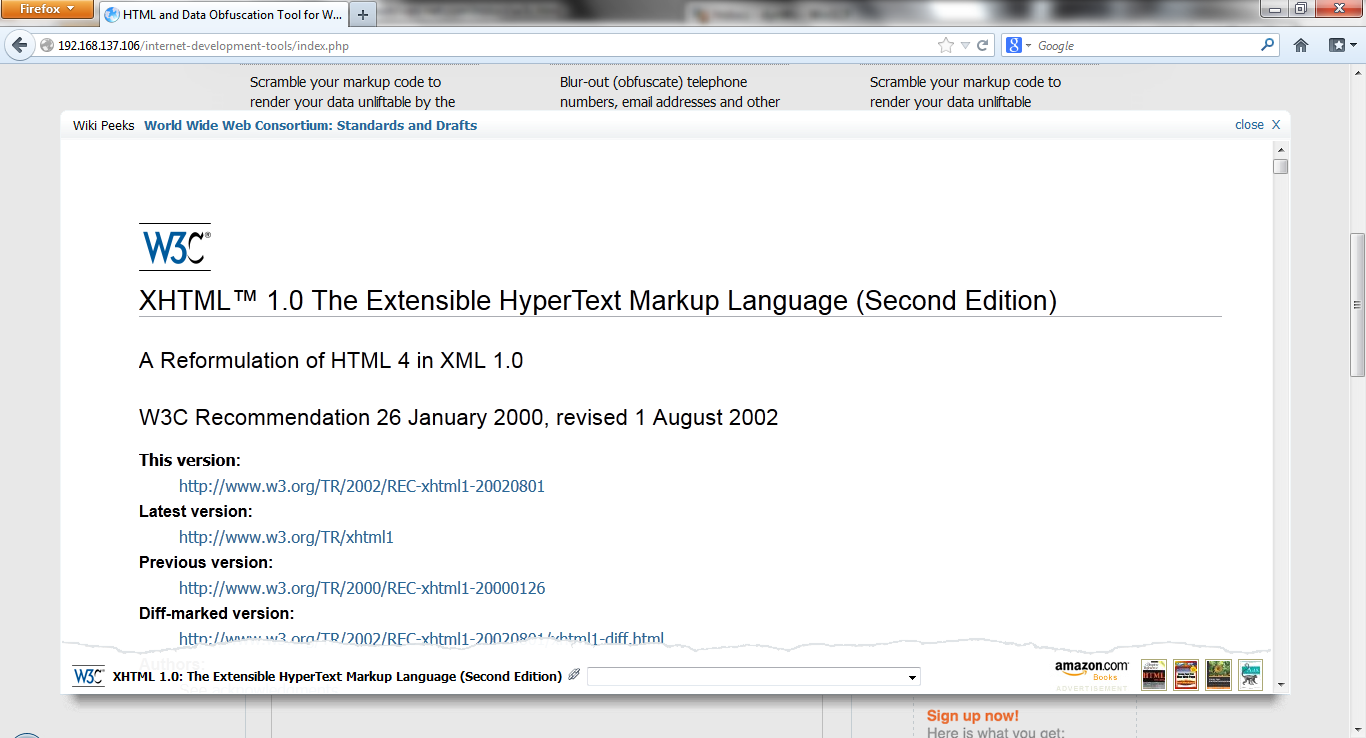 Firefox
HTML and Data Obfuscation Tool for W...
192.168.137.106/internet-development-tools/index.php
Google
Scramble your markup code to
render your data unliftable by the
Blur-out (obfuscate) telephone
numbers, email addresses and other
Scramble your markup code to
render your data unliftable
Wiki Peeks World Wide Web Consortium: Standards and Drafts
close X
W3C®
XHTML™ 1.0 The Extensible HyperText Markup Language (Second Edition)
A Reformulation of HTML 4 in XML 1.0
W3C Recommendation 26 January 2000, revised 1 August 2002
This version:
http://www.w3.org/TR/2002/REC-xhtml1-20020801
Latest version:
http://www.w3.org/TR/xhtml1
Previous version:
http://www.w3.org/TR/2000/REC-xhtml1-20000126
Diff-marked version:
http://www.w3.org/TR/2002/REC-xhtml1-20020801/xhtml1-diff.html
Authors:
W3C XHTML 1.0: The Extensible HyperText Markup Language (Second Edition)
amazon.com
Books
ADVERTISEMENT
HTML
Sign up now!
Here is what you get: